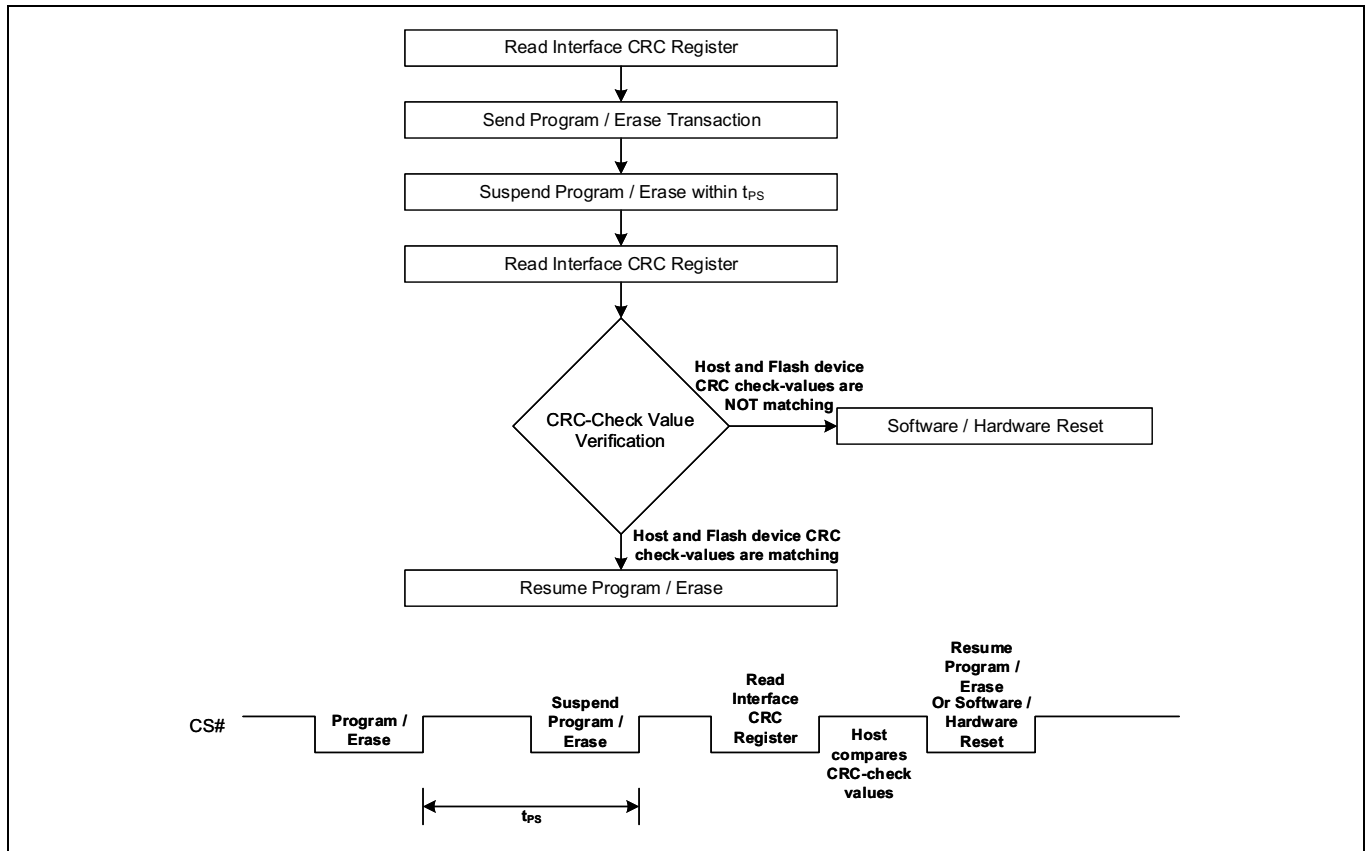 Read Interface CRC Register
Send Program / Erase Transaction
Suspend Program / Erase within tPS
Read Interface CRC Register
CRC-Check Value
Verification
Host and Flash device
CRC check-values are
NOT matching
Software / Hardware Reset
Host and Flash device CRC
check-values are matching
Resume Program / Erase
CS#
Program /
Erase
Suspend
Program /
Erase
Read
Interface
CRC
Register
Host
compares
CRC-check
values
Resume
Program /
Erase
Or Software /
Hardware
Reset
tPS